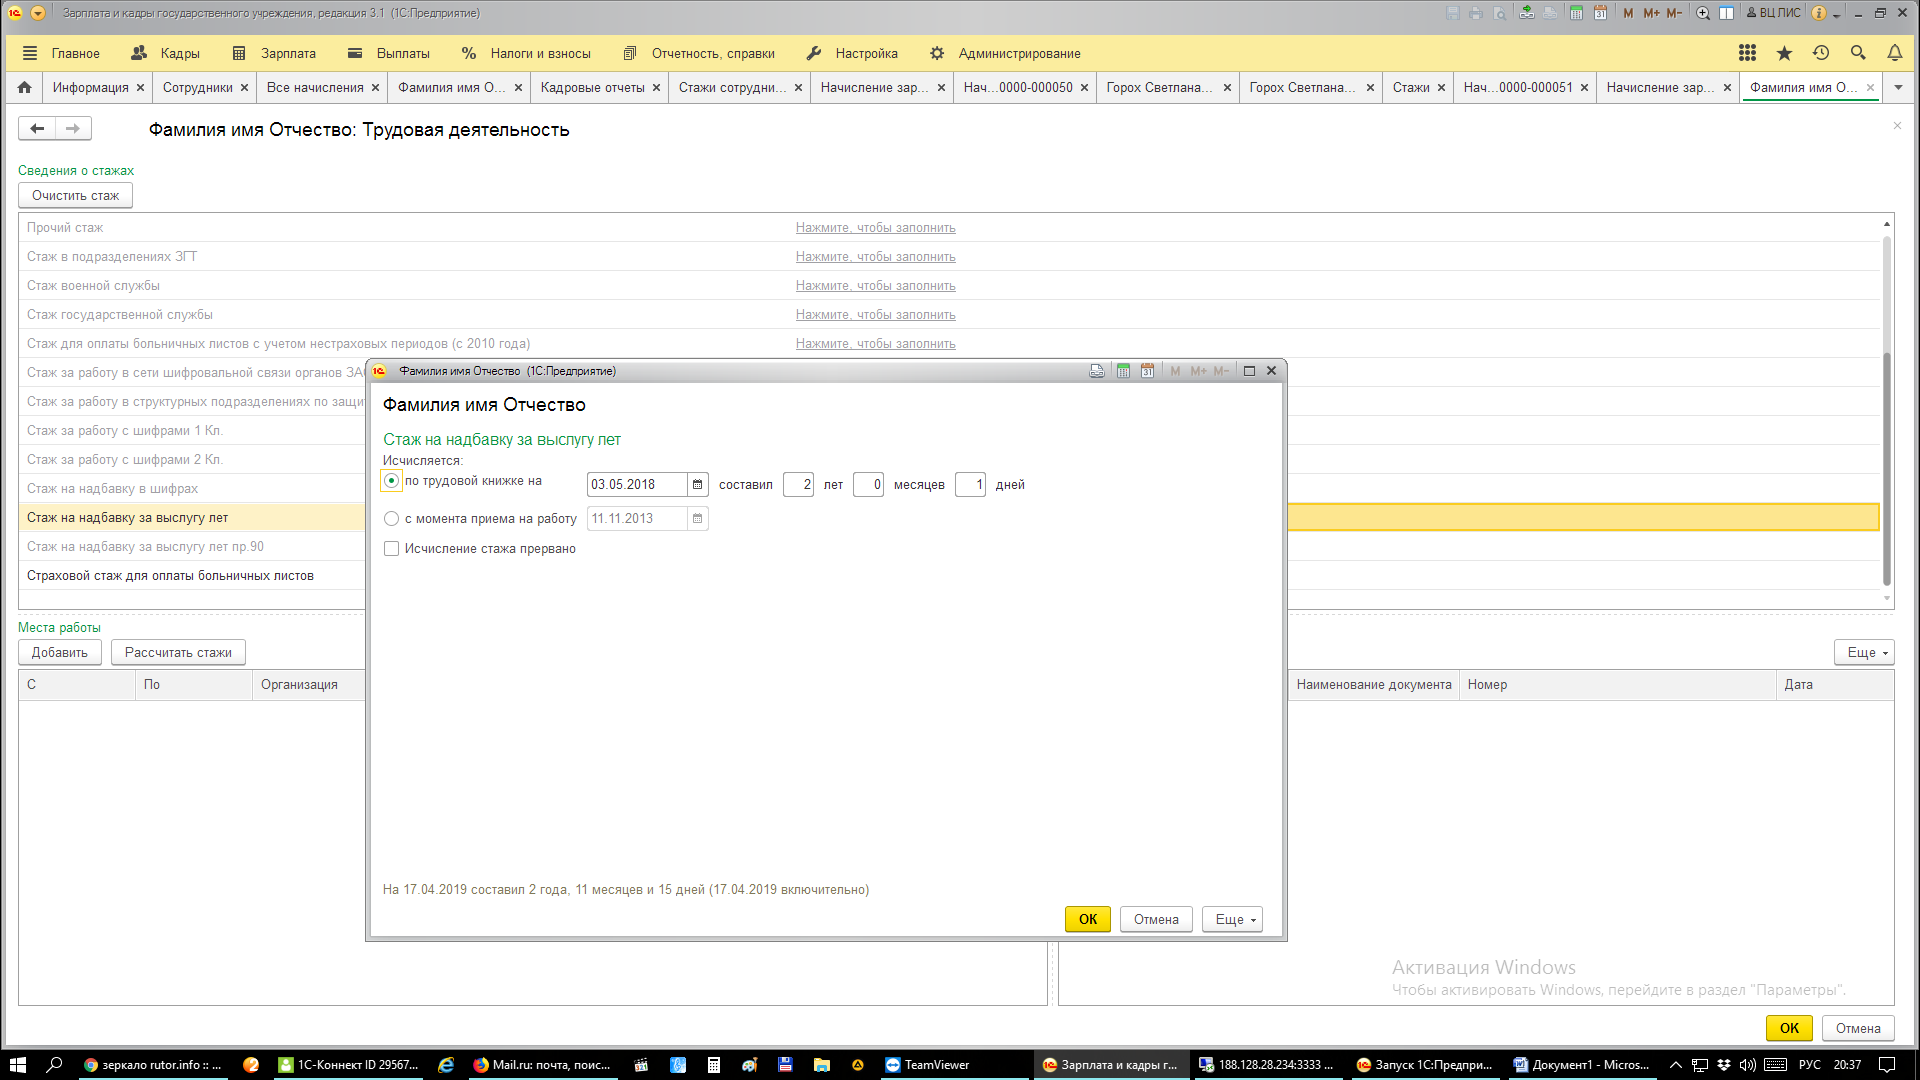 Зарплата и кадры государственного учреждения, редакция 3.1 (1С:Предприятие)
M M+ M- ВЦ ЛИС
Главное Кадры Зарплата Выплаты Налоги и взносы Отчетность, справки Настройка Администрирование
Информация Сотрудники Все начисления Фамилия имя О... Кадровые отчеты Стажи сотрудни... Начисление зар... Нач...0000-000050 Горох Светлана... Горох Светлана... Стажи Нач...0000-000051 Начисление зар... Фамилия имя О...
Фамилия имя Отчество: Трудовая деятельность
Сведения о стажах
Очистить стаж
Прочий стаж Нажмите, чтобы заполнить
Стаж в подразделениях ЗГТ Нажмите, чтобы заполнить
Стаж военной службы Нажмите, чтобы заполнить
Стаж государственной службы Нажмите, чтобы заполнить
Стаж для оплаты больничных листов с учетом нестраховых периодов (с 2010 года) Нажмите, чтобы заполнить
Стаж за работу в сети шифровальной связи органов
Стаж за работу в структурных подразделениях по
Стаж за работу с шифрами 1 Кл.
Стаж за работу с шифрами 2 Кл.
Стаж на надбавку в шифрах
Стаж на надбавку за выслугу лет
Стаж на надбавку за выслугу лет пр.90
Страховой стаж для оплаты больничных листов
Фамилия имя Отчество (1С:Предприятие)
31 M M+ M-
Фамилия имя Отчество
Стаж на надбавку за выслугу лет
Исчисляется:
по трудовой книжке на 03.05.2018 составил 2 лет 0 месяцев 1 дней
с момента приема на работу 11.11.2013
Исчисление стажа прервано
На 17.04.2019 составил 2 года, 11 месяцев и 15 дней (17.04.2019 включительно)
ОК Отмена Еще
Места работы
Добавить Рассчитать стажи Еще
С По Организация Наименование документа Номер Дата
Активация Windows
Чтобы активировать Windows, перейдите в раздел "Параметры".
ОК Отмена
зеркало rutor.info :: ... 1С-Коннект ID 29567... Mail.ru: почта, поис... TeamViewer Зарплата и кадры г... 188.128.28.234:3333 ... Запуск 1С:Предпри... Документ1 - Micros... РУС 20:37